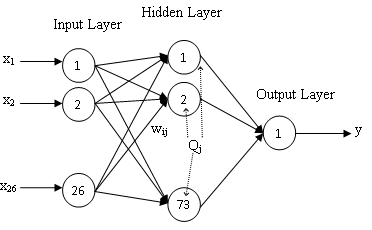 Hidden Layer
Input Layer
x1
1
1
x2
2
2
Output Layer
wij
Qj
1
y
x26
26
73